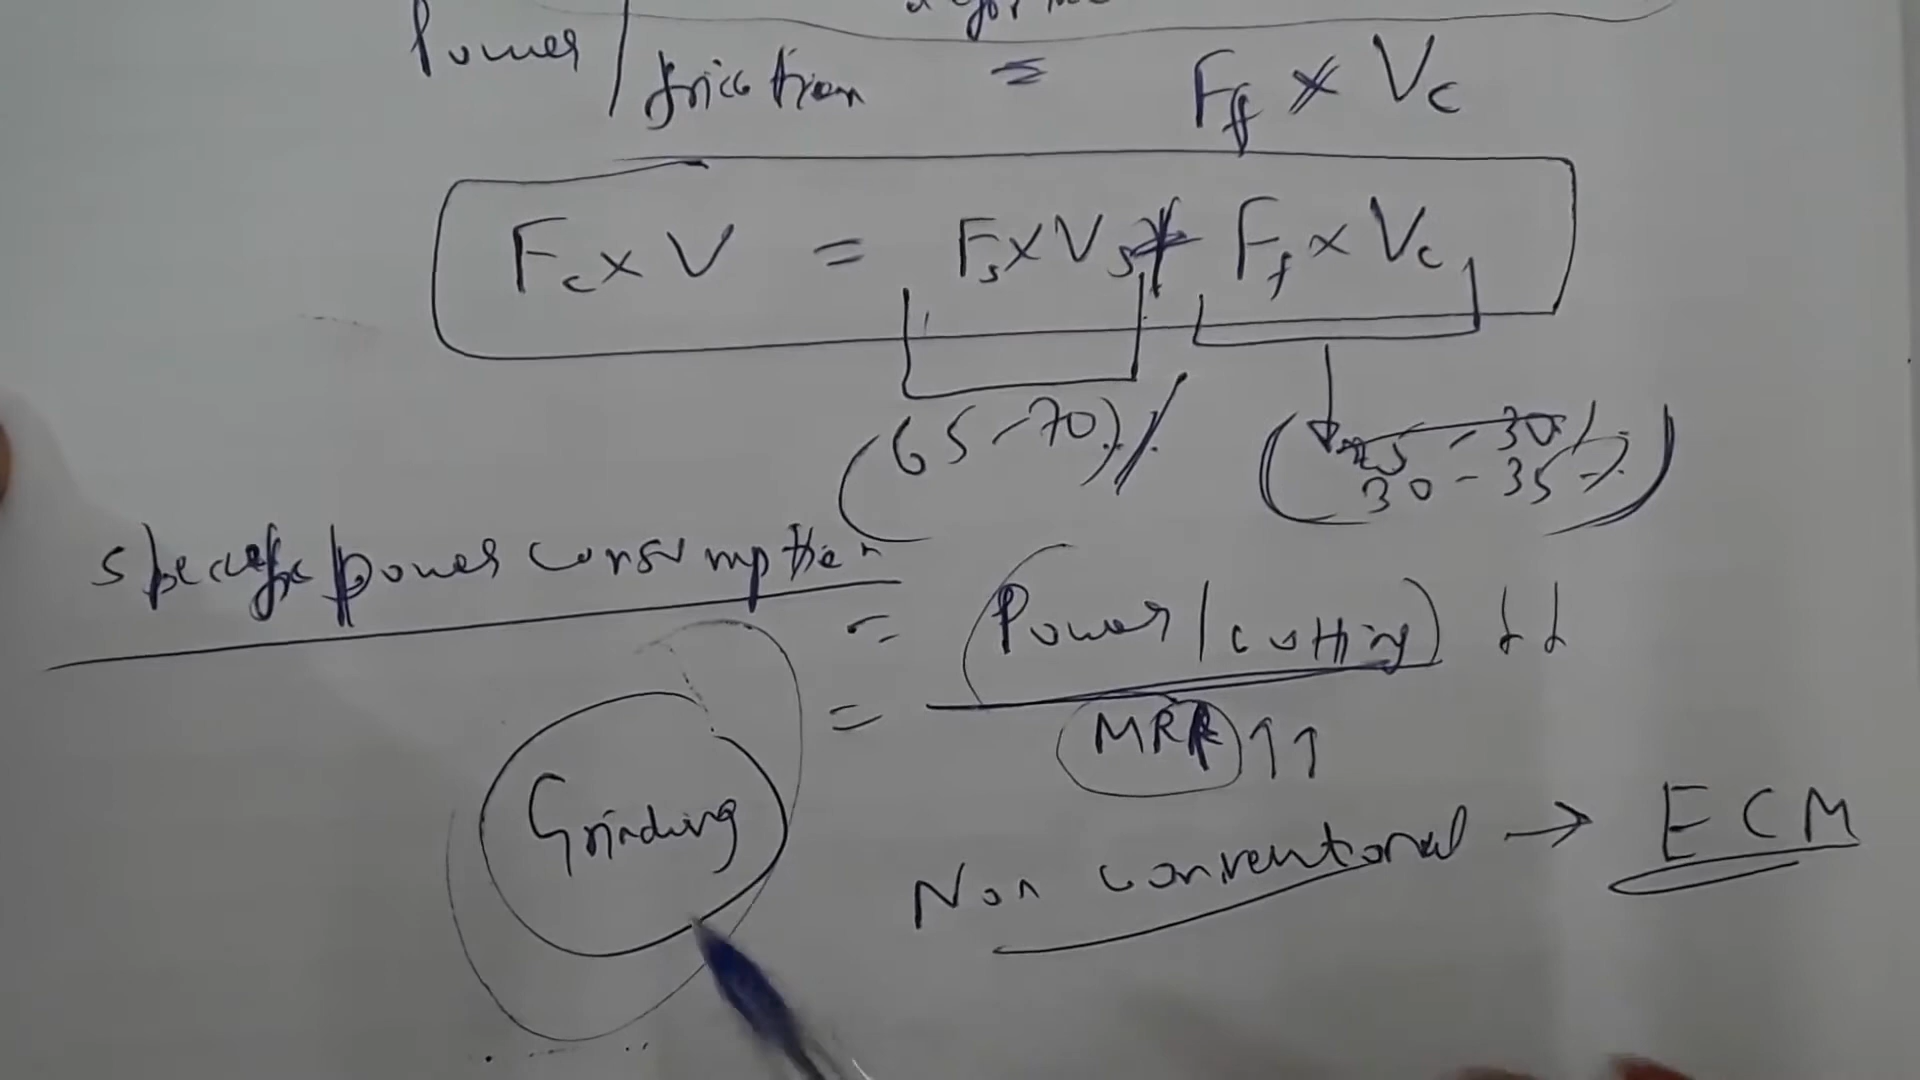 Power / friction = Ff × Vc
Fc × V = Fs × Vs + Ff × Vc
(65-70)%
30 - 35%
specific power consumption
= Power / cutting ↓↓
= MRR ↑↑
Grinding
Non conventional → ECM